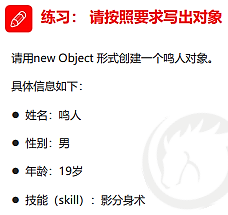 练习： 请按照要求写出对象
请用new Object 形式创建一个鸣人对象。
具体信息如下：
● 姓名：鸣人
● 性别：男
● 年龄：19岁
● 技能（skill）：影分身术